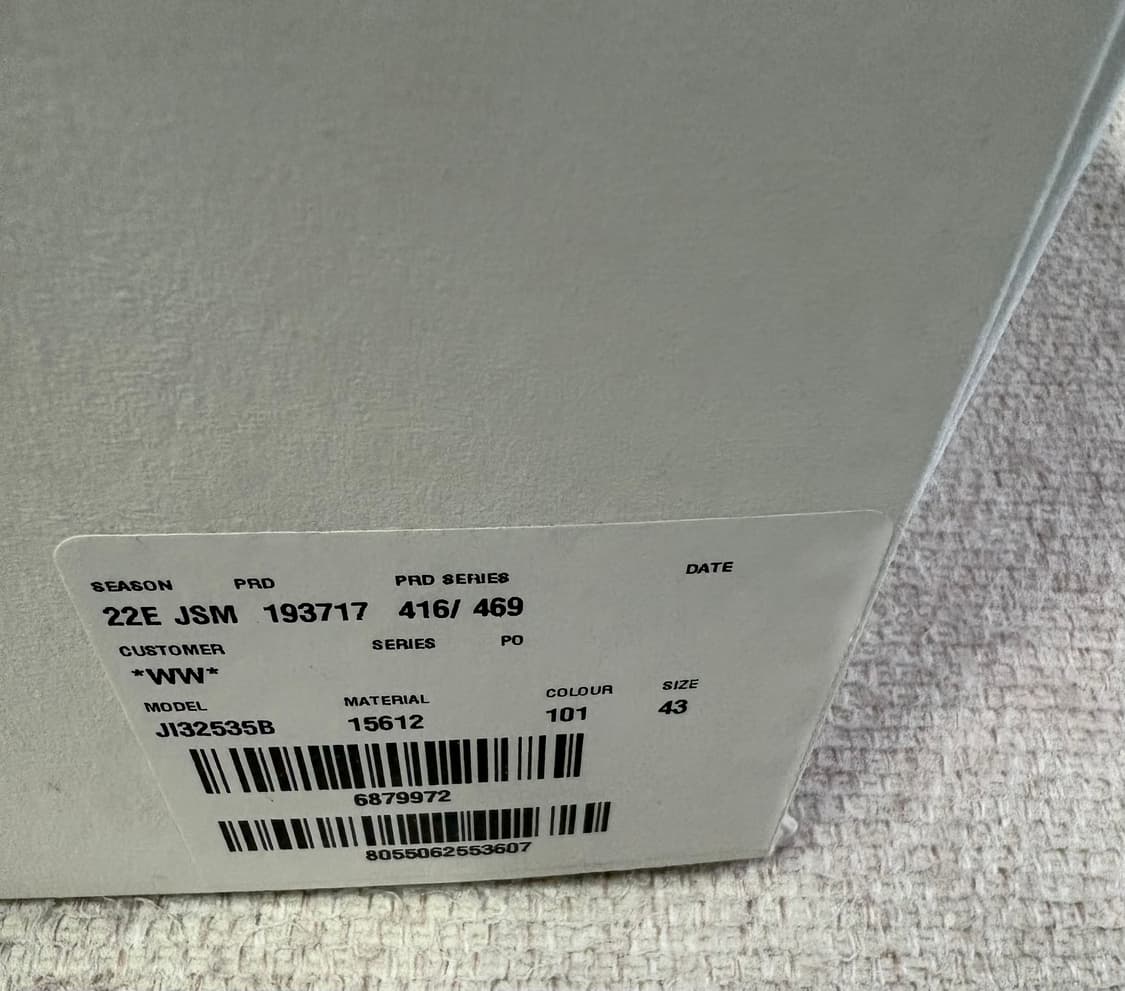 SEASON PRD PRD SERIES DATE
22E JSM 193717 416/ 469
CUSTOMER SERIES PO
*WW*
MODEL MATERIAL COLOUR SIZE
JI32535B 15612 101 43
6879972
8055062553607